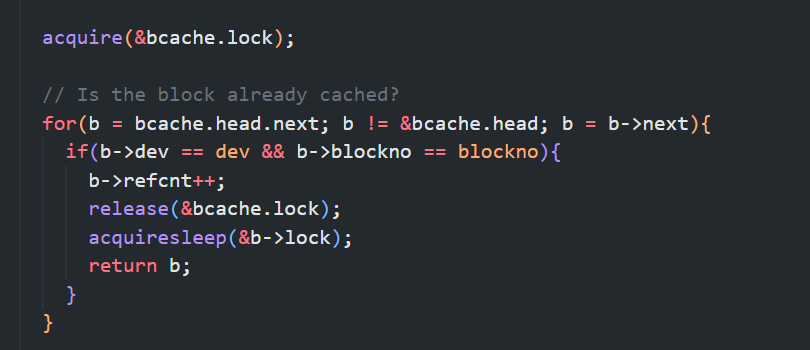 acquire(&bcache.lock);
// Is the block already cached?
for(b = bcache.head.next; b != &bcache.head; b = b->next){
if(b->dev == dev && b->blockno == blockno){
b->refcnt++;
release(&bcache.lock);
acquiresleep(&b->lock);
return b;
}
}